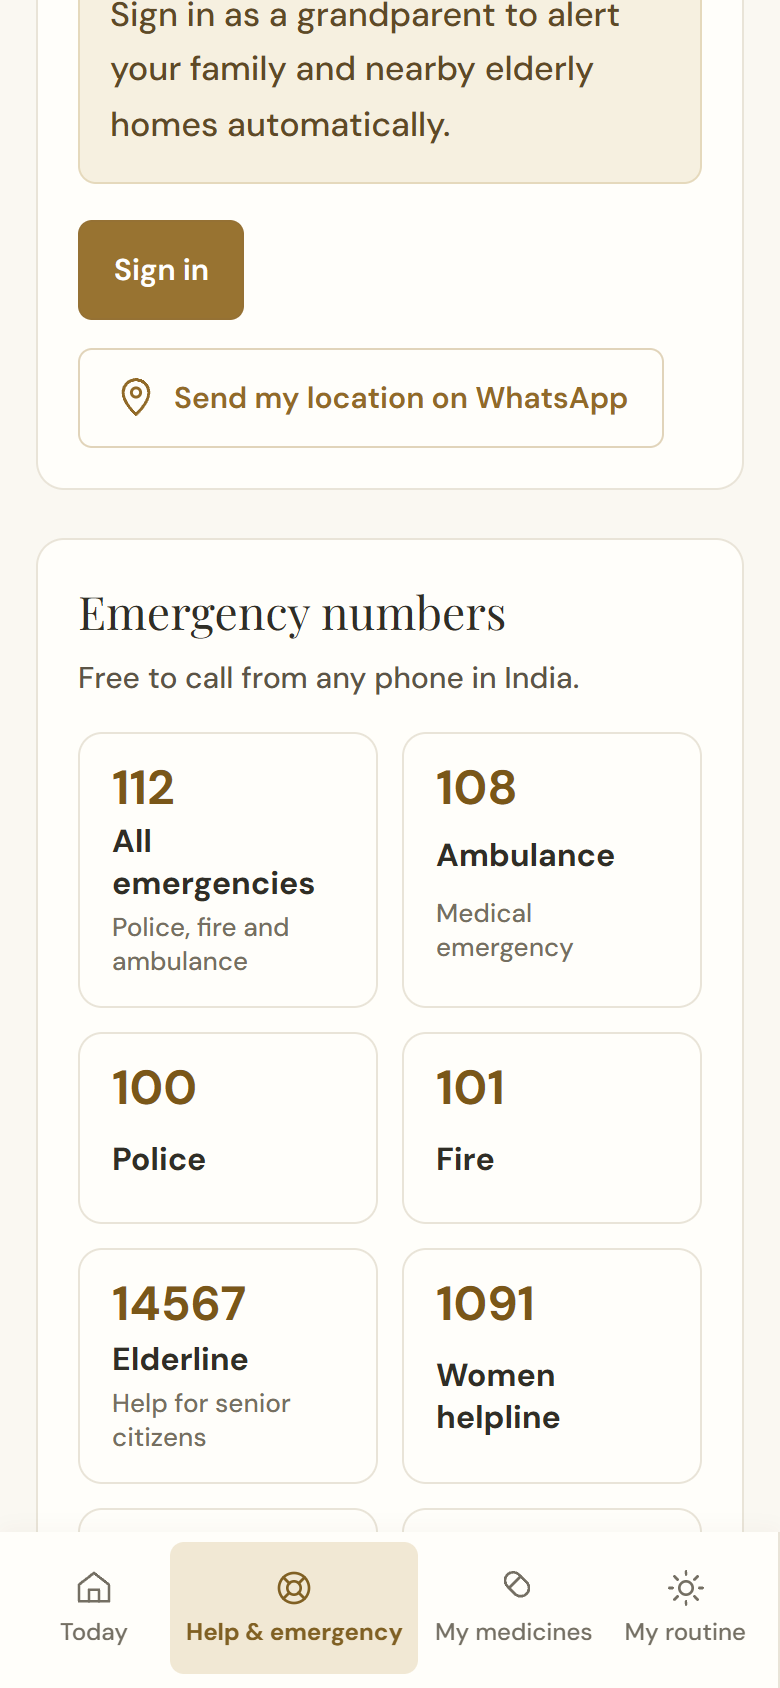 Sign in as a grandparent to alert
your family and nearby elderly
homes automatically.
Sign in
Send my location on WhatsApp
Emergency numbers
Free to call from any phone in India.
112
All
emergencies
Police, fire and
ambulance
108
Ambulance
Medical
emergency
100
Police
101
Fire
14567
Elderline
Help for senior
citizens
1091
Women
helpline
Today
Help & emergency
My medicines
My routine